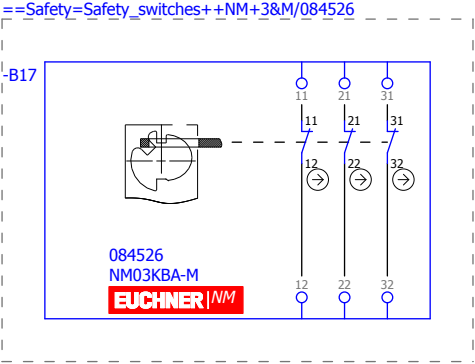 ==Safety=Safety_switches++NM+3&M/084526
-B17
11 21 31
11 21 31
12 22 32
084526
NM03KBA-M
EUCHNER NM
12 22 32